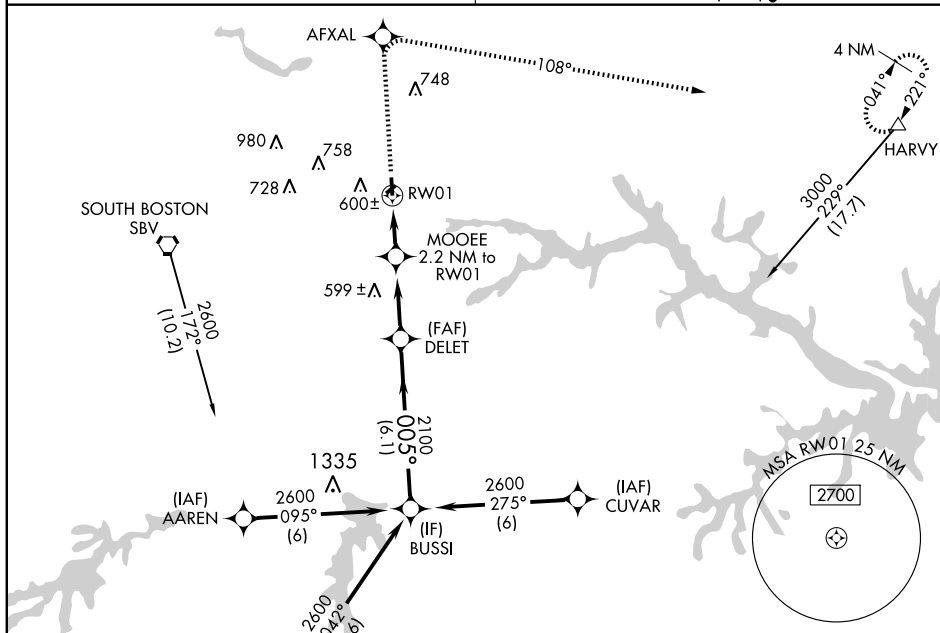 AFXAL
108°
4 NM
041°
221°
HARVY
3000
229°
(17.7)
748
980
758
728
600±
RW01
SOUTH BOSTON
SBV
2600
172°
(10.2)
MOOEE
2.2 NM to
RW01
599 ±
(FAF)
DELET
2100
005°
(6.1)
1335
(IAF)
AAREN
2600
095°
(6)
(IF)
BUSSI
2600
275°
(6)
(IAF)
CUVAR
2600
042°
MSA RW01 25 NM
2700